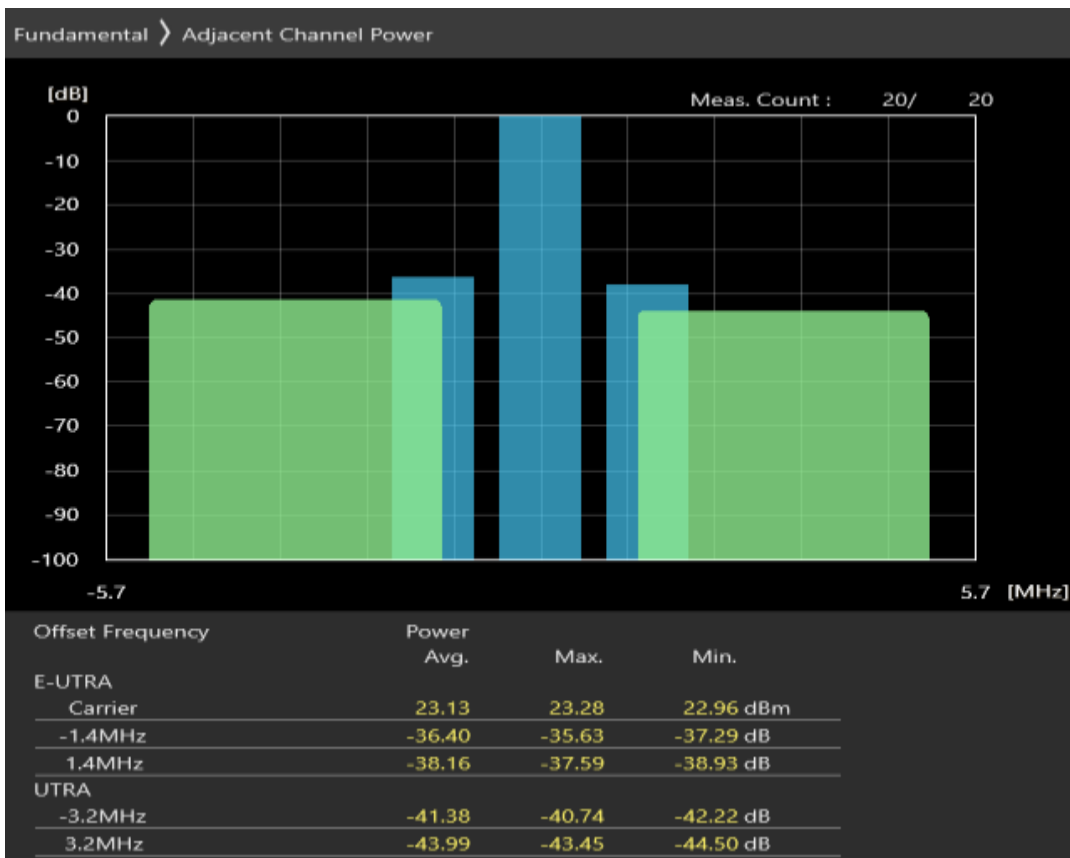 Fundamental 〉 Adjacent Channel Power
[dB]
Meas. Count : 20/ 20
0
-10
-20
-30
-40
-50
-60
-70
-80
-90
-100
-5.7 5.7 [MHz]
Offset Frequency Power
Avg. Max. Min.
E-UTRA
Carrier 23.13 23.28 22.96 dBm
-1.4MHz -36.40 -35.63 -37.29 dB
1.4MHz -38.16 -37.59 -38.93 dB
UTRA
-3.2MHz -41.38 -40.74 -42.22 dB
3.2MHz -43.99 -43.45 -44.50 dB